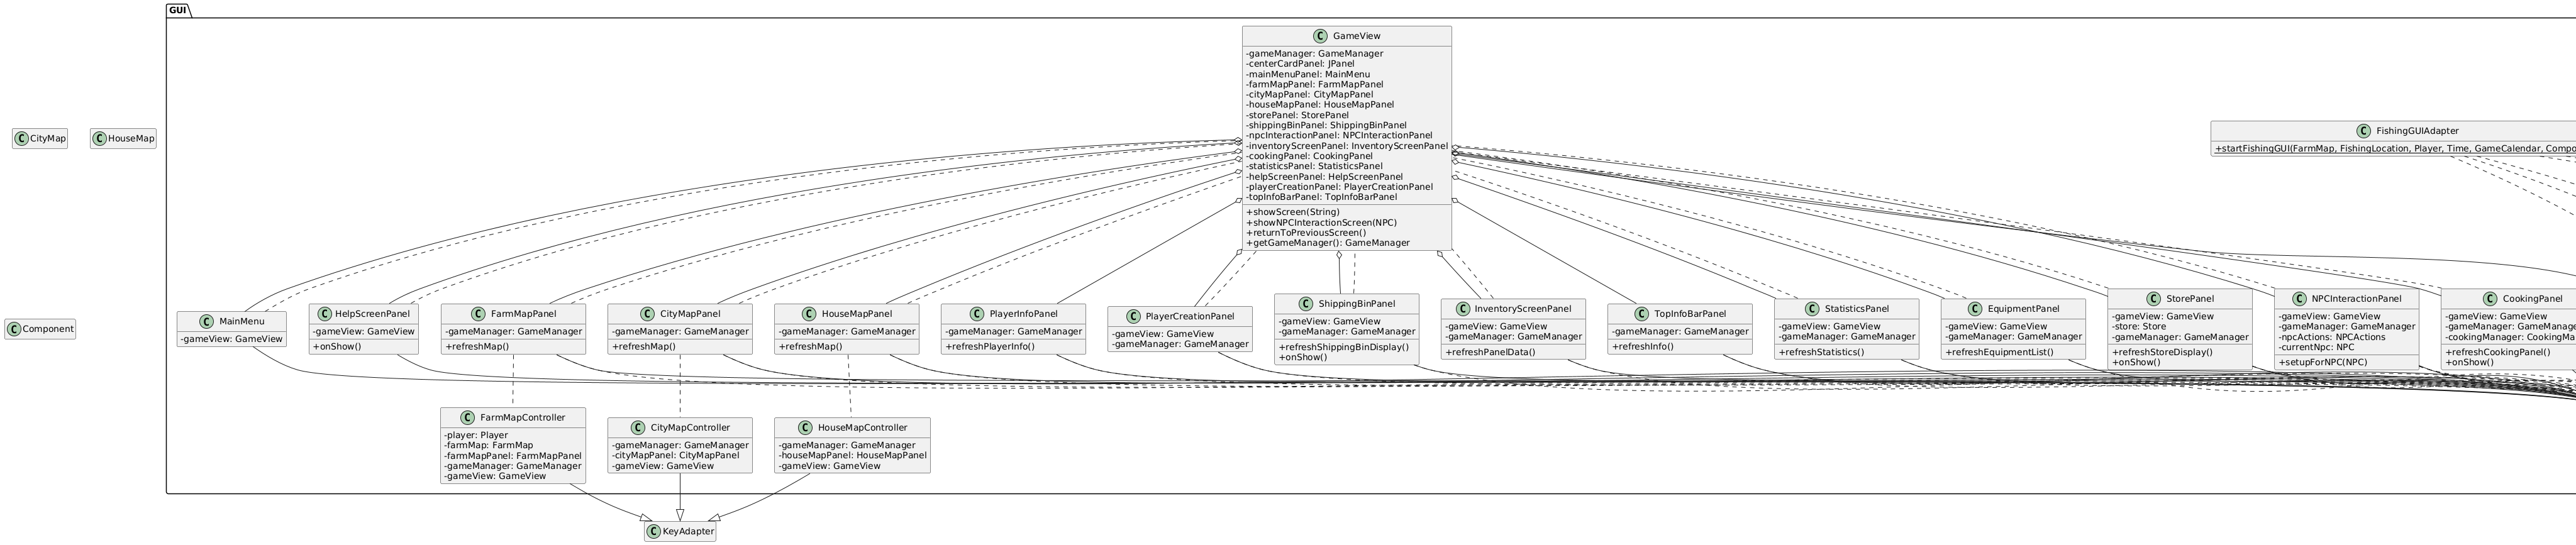 GUI
C GameView
-gameManager: GameManager
-centerCardPanel: JPanel
-mainMenuPanel: MainMenu
-farmMapPanel: FarmMapPanel
-cityMapPanel: CityMapPanel
-houseMapPanel: HouseMapPanel
-storePanel: StorePanel
-shippingBinPanel: ShippingBinPanel
-npcInteractionPanel: NPCInteractionPanel
-inventoryScreenPanel: InventoryScreenPanel
-cookingPanel: CookingPanel
-statisticsPanel: StatisticsPanel
-helpScreenPanel: HelpScreenPanel
-playerCreationPanel: PlayerCreationPanel
-topInfoBarPanel: TopInfoBarPanel
+showScreen(String)
+showNPCInteractionScreen(NPC)
+returnToPreviousScreen()
+getGameManager(): GameManager
C CityMap
C HouseMap
C FishingGUIAdapter
+startFishingGUI(FarmMap, FishingLocation, Player, Time, GameCalendar, Compo
C Component
C MainMenu
-gameView: GameView
C HelpScreenPanel
-gameView: GameView
+onShow()
C FarmMapPanel
-gameManager: GameManager
+refreshMap()
C CityMapPanel
-gameManager: GameManager
+refreshMap()
C HouseMapPanel
-gameManager: GameManager
+refreshMap()
C PlayerInfoPanel
-gameManager: GameManager
+refreshPlayerInfo()
C PlayerCreationPanel
-gameView: GameView
-gameManager: GameManager
C ShippingBinPanel
-gameView: GameView
-gameManager: GameManager
+refreshShippingBinDisplay()
+onShow()
C InventoryScreenPanel
-gameView: GameView
-gameManager: GameManager
+refreshPanelData()
C TopInfoBarPanel
-gameManager: GameManager
+refreshInfo()
C StatisticsPanel
-gameView: GameView
-gameManager: GameManager
+refreshStatistics()
C EquipmentPanel
-gameView: GameView
-gameManager: GameManager
+refreshEquipmentList()
C StorePanel
-gameView: GameView
-store: Store
-gameManager: GameManager
+refreshStoreDisplay()
+onShow()
C NPCInteractionPanel
-gameView: GameView
-gameManager: GameManager
-npcActions: NPCActions
-currentNpc: NPC
+setupForNPC(NPC)
C CookingPanel
-gameView: GameView
-gameManager: GameManage
-cookingManager: CookingMa
+refreshCookingPanel()
+onShow()
C FarmMapController
-player: Player
-farmMap: FarmMap
-farmMapPanel: FarmMapPanel
-gameManager: GameManager
-gameView: GameView
C CityMapController
-gameManager: GameManager
-cityMapPanel: CityMapPanel
-gameView: GameView
C HouseMapController
-gameManager: GameManager
-houseMapPanel: HouseMapPanel
-gameView: GameView
C KeyAdapter